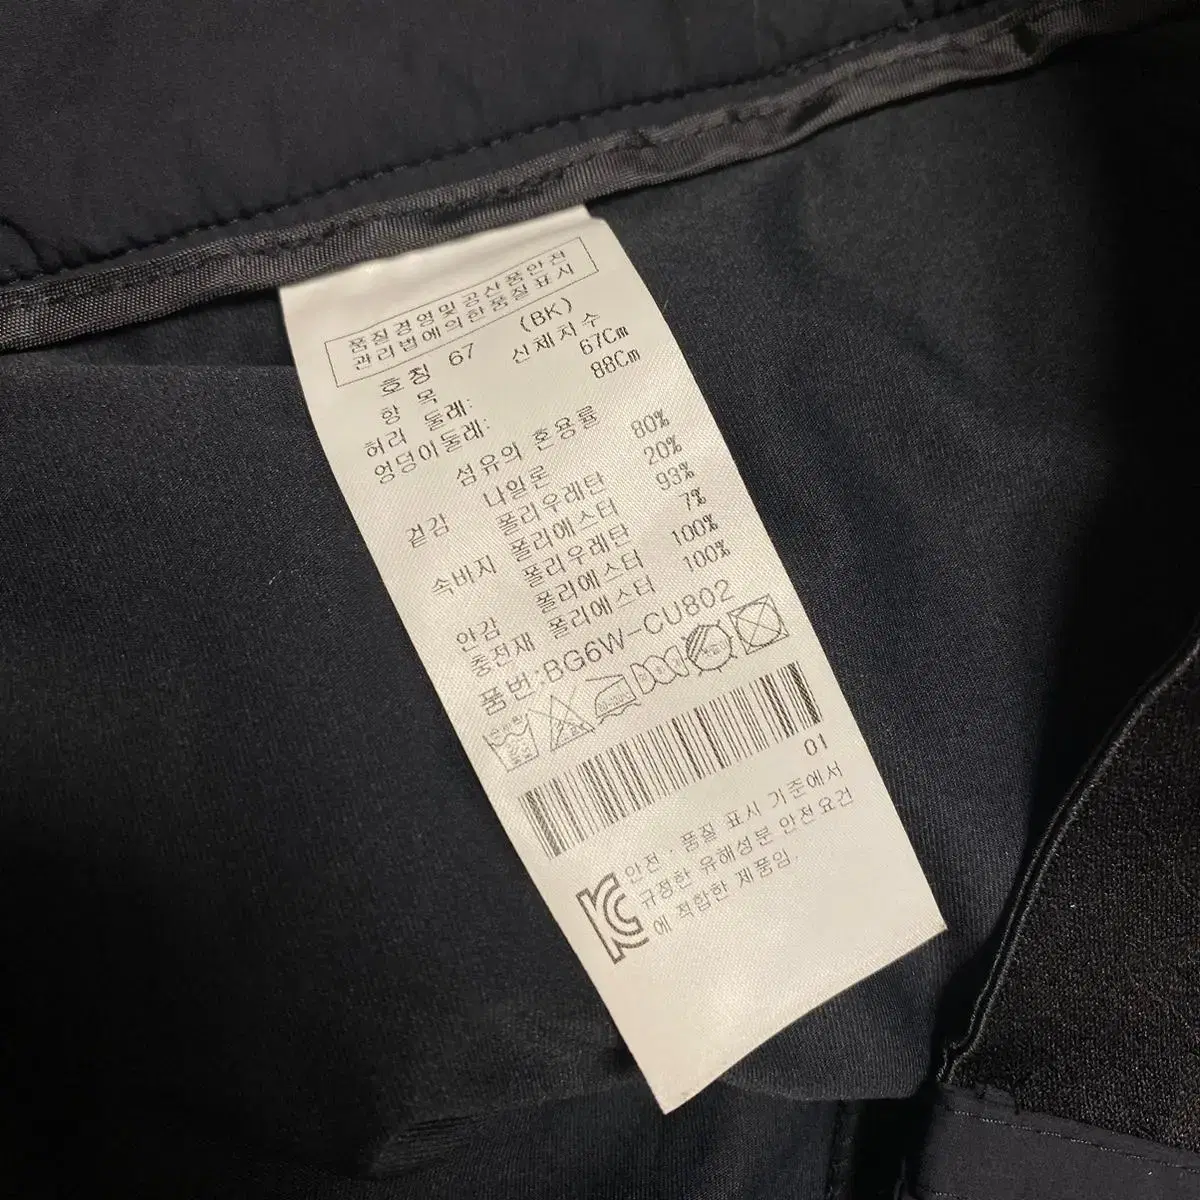 품질경영및공산품안전
관리법에의한품질표시
호칭 67 (BK)
항 목 신체치수
허리 둘레: 67Cm
엉덩이둘레: 88Cm
섬유의 혼용률
겉감 나일론 80%
폴리우레탄 20%
속바지 폴리에스터 93%
폴리우레탄 7%
안감 폴리에스터 100%
충전재 폴리에스터 100%
품번:BG6W-CU802
01
안전·품질 표시 기준에서
규정한 유해성분 안전요건
에 적합한 제품임.